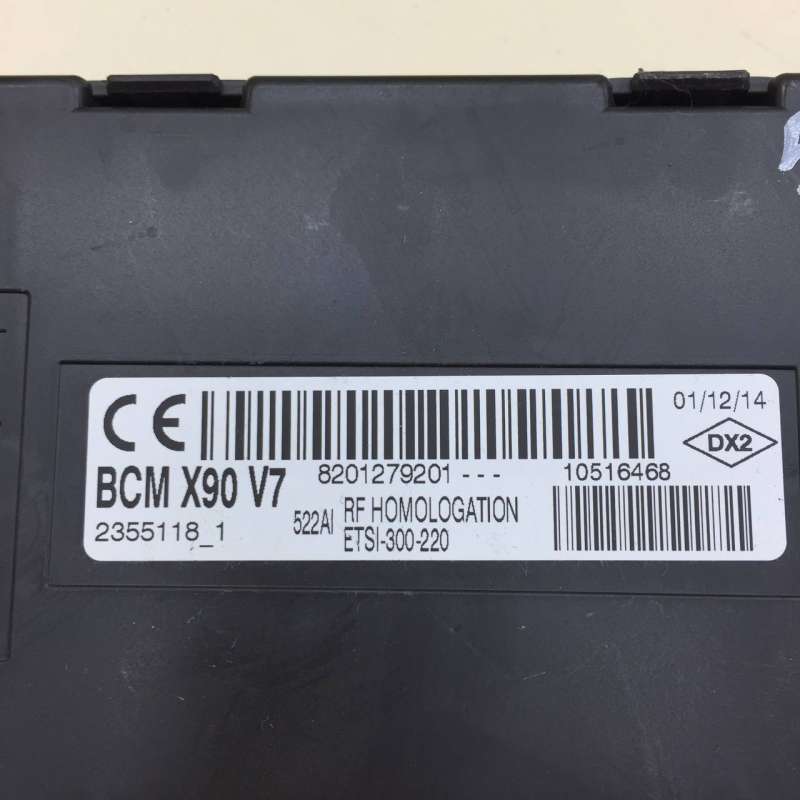 CE
01/12/14
DX2
8201279201 --- 10516468
BCM X90 V7
522AI RF HOMOLOGATION
2355118_1
ETSI-300-220